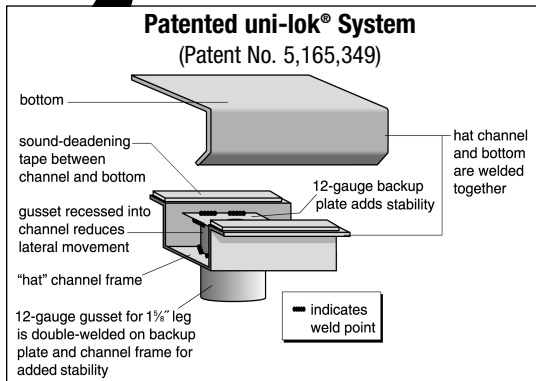 Patented uni-lok® System
(Patent No. 5,165,349)
bottom
sound-deadening
tape between
channel and bottom
gusset recessed into
channel reduces
lateral movement
“hat” channel frame
12-gauge gusset for 1⅝″ leg
is double-welded on backup
plate and channel frame for
added stability
12-gauge backup
plate adds stability
hat channel
and bottom
are welded
together
indicates
weld point